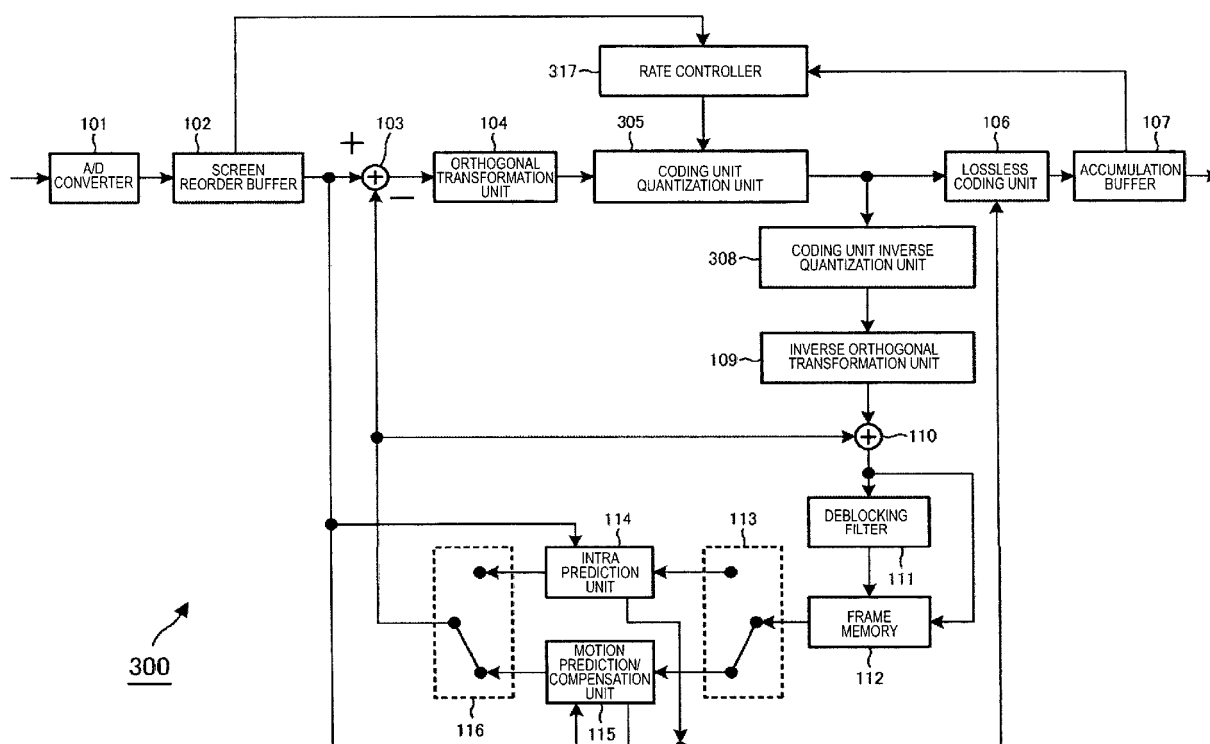 317
RATE CONTROLLER
101
102
+
103
104
305
106
107
A/D
CONVERTER
SCREEN
REORDER BUFFER
+
−
ORTHOGONAL
TRANSFORMATION
UNIT
CODING UNIT
QUANTIZATION UNIT
LOSSLESS
CODING UNIT
ACCUMULATION
BUFFER
308
CODING UNIT INVERSE
QUANTIZATION UNIT
109
INVERSE ORTHOGONAL
TRANSFORMATION UNIT
+
110
DEBLOCKING
FILTER
111
114
113
INTRA
PREDICTION
UNIT
FRAME
MEMORY
112
300
MOTION
PREDICTION/
COMPENSATION
UNIT
116
115